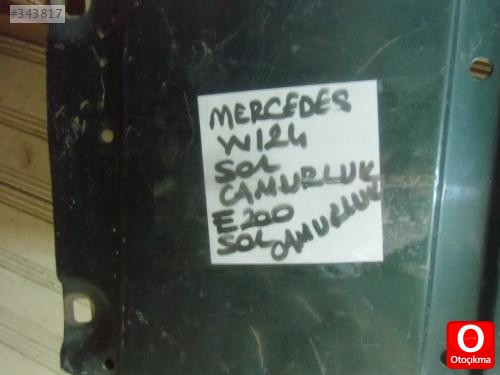 #343817
MERCEDES
W124
SOL
CAMURLUK
E200
SOL CAMURLUK
Otoçıkma